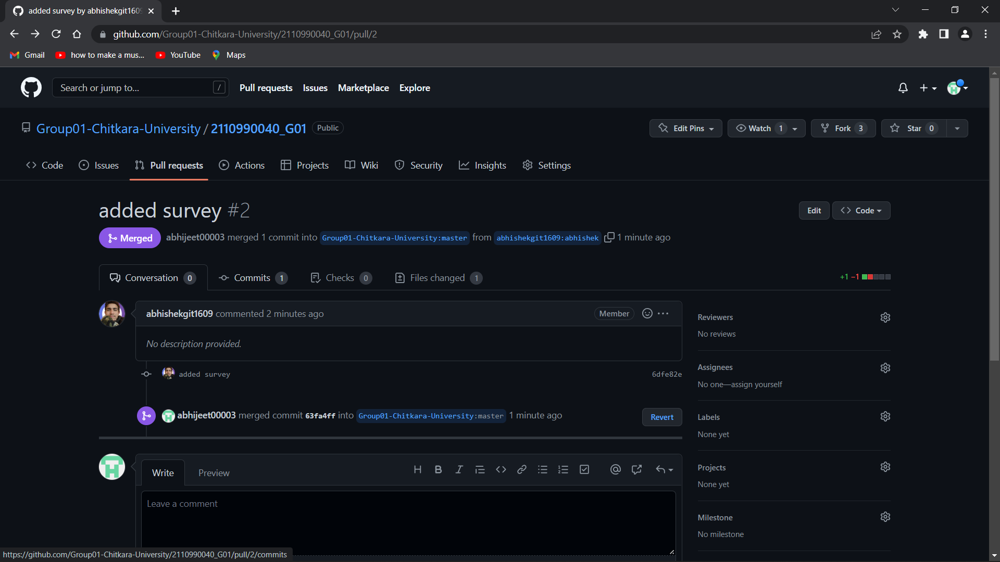 added survey by abhishekgit1609
github.com/Group01-Chitkara-University/2110990040_G01/pull/2
Gmail how to make a mus... YouTube Maps
Search or jump to... / Pull requests Issues Marketplace Explore
Group01-Chitkara-University / 2110990040_G01 Public Edit Pins Watch 1 Fork 3 Star 0
Code Issues Pull requests Actions Projects Wiki Security Insights Settings
added survey #2 Edit Code
Merged abhijeet00003 merged 1 commit into Group01-Chitkara-University:master from abhishekgit1609:abhishek 1 minute ago
Conversation 0 Commits 1 Checks 0 Files changed 1 +1 −1
abhishekgit1609 commented 2 minutes ago Member
No description provided.
added survey 6dfe82e
abhijeet00003 merged commit 63fa4ff into Group01-Chitkara-University:master 1 minute ago Revert
Write Preview
Leave a comment
Reviewers
No reviews
Assignees
No one—assign yourself
Labels
None yet
Projects
None yet
Milestone
No milestone
https://github.com/Group01-Chitkara-University/2110990040_G01/pull/2/commits